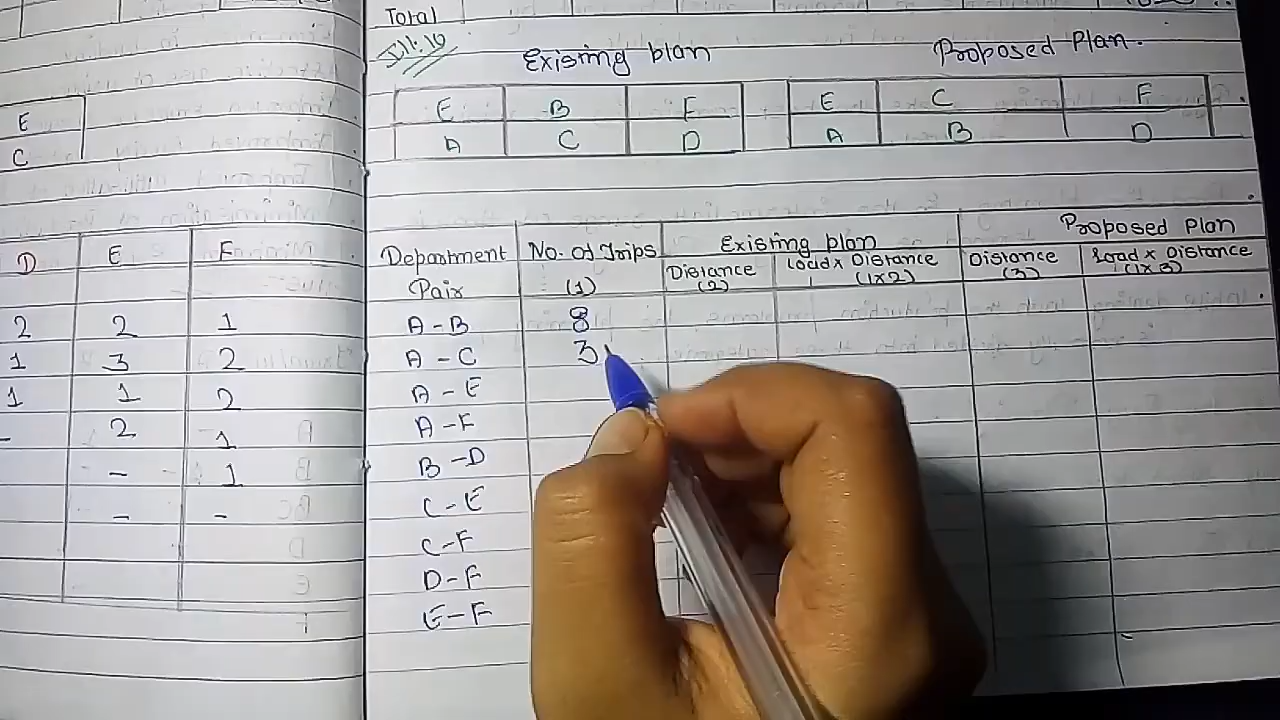 Total
Ill:10
Existing plan Proposed Plan.
E B F E C F
A C D A B D
E
C
D E F
2 2 1
1 3 2
1 1 2
- 2 1
- 1
- -
Department Pair No. of Trips (1) Existing plan Proposed Plan
Distance (2) Load x Distance (1x2) Distance (3) Load x Distance (1x3)
A - B 8
A - C 3
A - E
A - F
B - D
C - E
C - F
D - F
E - F